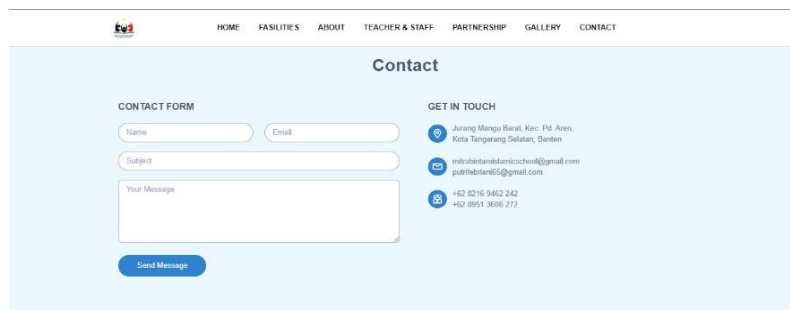 HOME FASILITIES ABOUT TEACHER & STAFF PARTNERSHIP GALLERY CONTACT
Contact
CONTACT FORM
Name Email
Subject
Your Message
Send Message
GET IN TOUCH
Jurang Mangu Barat, Kec. Pd. Aren,
Kota Tangerang Selatan, Banten
mitrabintaroislamicschool@gmail.com
putrifebriani65@gmail.com
+62 8216 9462 242
+62 8951 3606 272